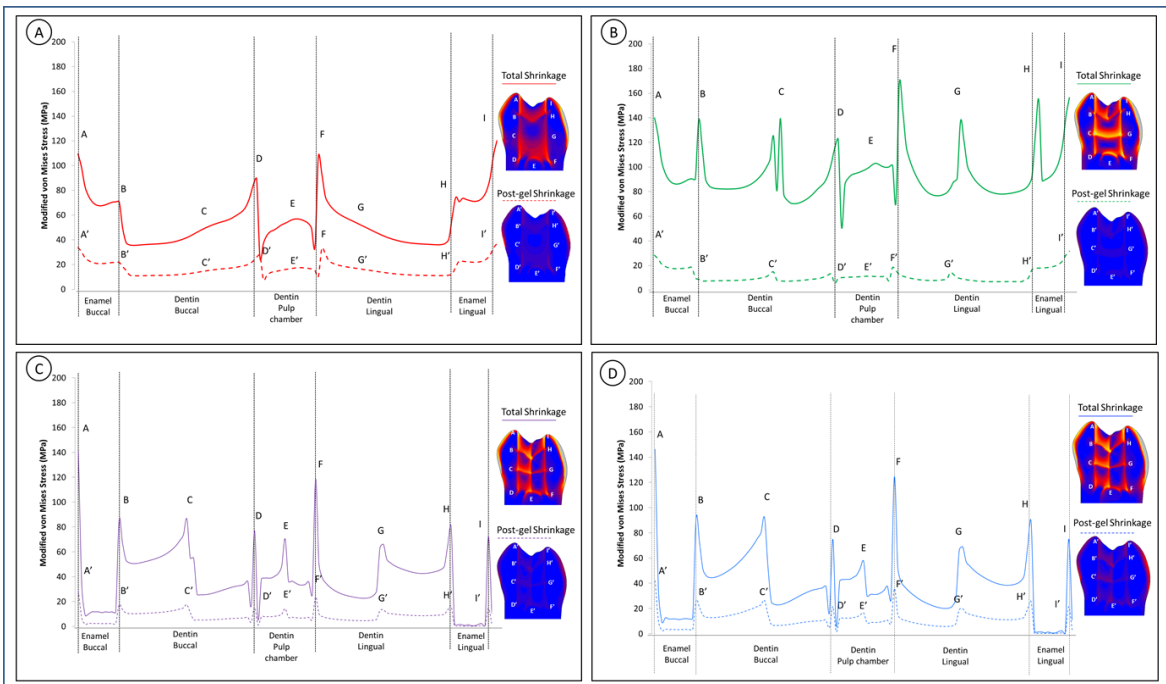 A
Modified von Mises Stress (MPa)
200
180
160
140
120
100
80
60
40
20
0
A
B
C
D
E
F
G
H
I
A'
B'
C'
D'
E'
F
G'
H'
I'
Enamel
Buccal
Dentin
Buccal
Dentin
Pulp
chamber
Dentin
Lingual
Enamel
Lingual
Total Shrinkage
A I
B H
C G
D E F
Post-gel Shrinkage
A' I'
B' H'
C' G'
D' E' F'
B
Modified von Mises Stress (MPa)
200
180
160
140
120
100
80
60
40
20
0
A
B
C
D
E
F
G
H
I
A'
B'
C'
D'
E'
F'
G'
H'
I'
Enamel
Buccal
Dentin
Buccal
Dentin
Pulp
chamber
Dentin
Lingual
Enamel
Lingual
Total Shrinkage
A I
B H
C G
D E F
Post-gel Shrinkage
A' I'
B' H'
C' G'
D' E' F'
C
Modified von Mises Stress (MPa)
200
180
160
140
120
100
80
60
40
20
0
A
B
C
D
E
F
G
H
I
A'
B'
C'
D'
E'
F'
G'
H'
I'
Enamel
Buccal
Dentin
Buccal
Dentin
Pulp
chamber
Dentin
Lingual
Enamel
Lingual
Total Shrinkage
A I
B H
C G
D E F
Post-gel Shrinkage
A' I'
B' H'
C' G'
D' E' F'
D
Modified von Mises Stress (MPa)
200
180
160
140
120
100
80
60
40
20
0
A
B
C
D
E
F
G
H
I
A'
B'
C'
D'
E'
F'
G'
H'
I'
Enamel
Buccal
Dentin
Buccal
Dentin
Pulp chamber
Dentin
Lingual
Enamel
Lingual
Total Shrinkage
A I
B H
C G
D E F
Post-gel Shrinkage
A' I'
B' H'
C' G'
D' E' F'